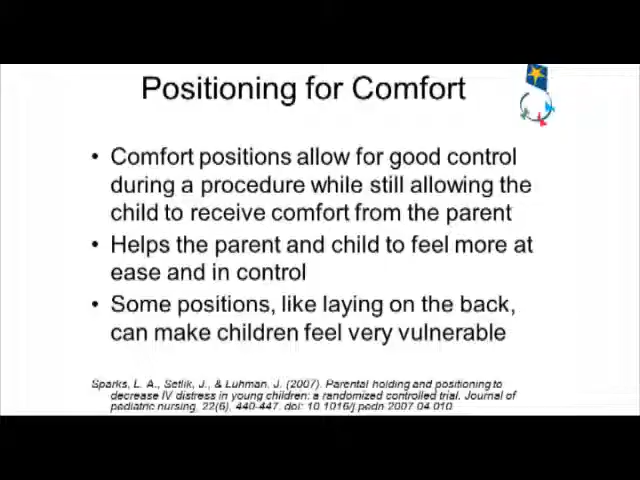 Positioning for Comfort
• Comfort positions allow for good control
during a procedure while still allowing the
child to receive comfort from the parent
• Helps the parent and child to feel more at
ease and in control
• Some positions, like laying on the back,
can make children feel very vulnerable
Sparks, L. A., Setlik, J., & Luhman, J. (2007). Parental holding and positioning to
decrease IV distress in young children: a randomized controlled trial. Journal of
pediatric nursing, 22(6), 440-447. doi: 10.1016/j.pedn 2007 04 010